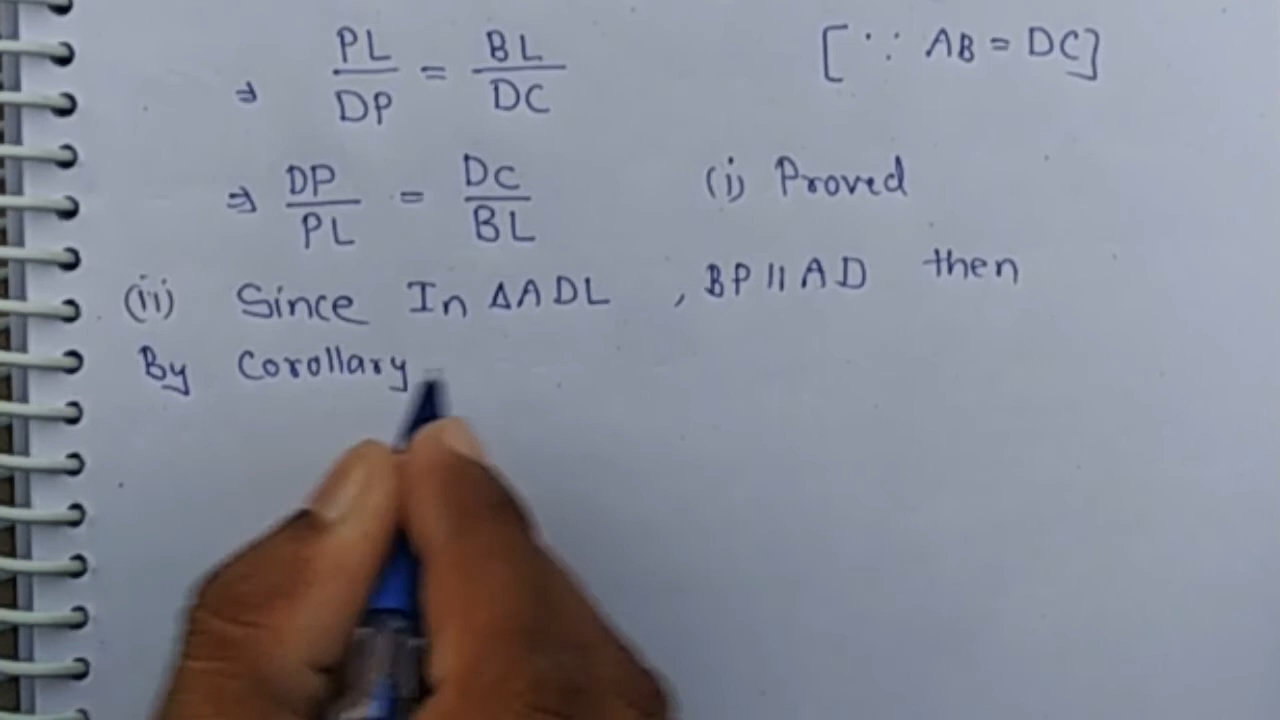 ⇒ PL/DP = BL/DC [∵ AB = DC]
⇒ DP/PL = DC/BL (i) Proved
(ii) Since In ΔADL , BP || AD then
By Corollary